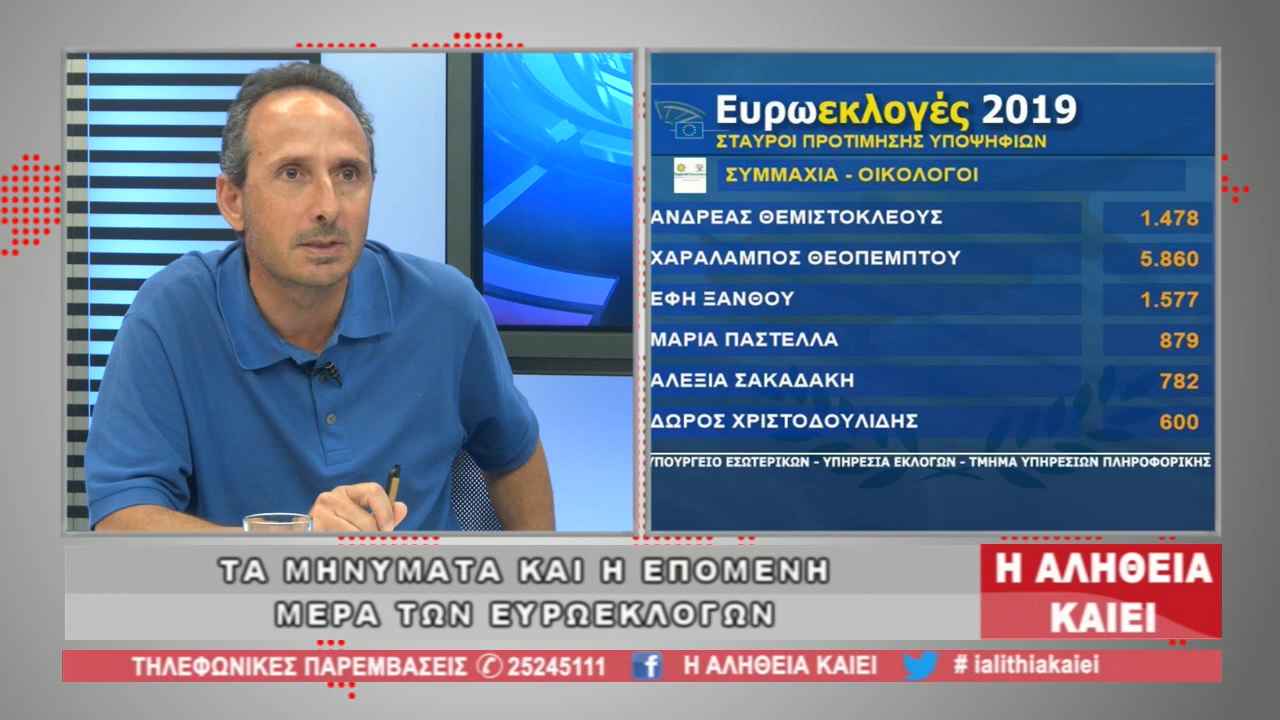 Ευρωεκλογές 2019
ΣΤΑΥΡΟΙ ΠΡΟΤΙΜΗΣΗΣ ΥΠΟΨΗΦΙΩΝ
ΣΥΜΜΑΧΙΑ - ΟΙΚΟΛΟΓΟΙ
ΑΝΔΡΕΑΣ ΘΕΜΙΣΤΟΚΛΕΟΥΣ 1.478
ΧΑΡΑΛΑΜΠΟΣ ΘΕΟΠΕΜΠΤΟΥ 5.860
ΕΦΗ ΞΑΝΘΟΥ 1.577
ΜΑΡΙΑ ΠΑΣΤΕΛΛΑ 879
ΑΛΕΞΙΑ ΣΑΚΑΔΑΚΗ 782
ΔΩΡΟΣ ΧΡΙΣΤΟΔΟΥΛΙΔΗΣ 600
ΥΠΟΥΡΓΕΙΟ ΕΣΩΤΕΡΙΚΩΝ - ΥΠΗΡΕΣΙΑ ΕΚΛΟΓΩΝ - ΤΜΗΜΑ ΥΠΗΡΕΣΙΩΝ ΠΛΗΡΟΦΟΡΙΚΗΣ
ΤΑ ΜΗΝΥΜΑΤΑ ΚΑΙ Η ΕΠΟΜΕΝΗ
ΜΕΡΑ ΤΩΝ ΕΥΡΩΕΚΛΟΓΩΝ
Η ΑΛΗΘΕΙΑ
ΚΑΙΕΙ
ΤΗΛΕΦΩΝΙΚΕΣ ΠΑΡΕΜΒΑΣΕΙΣ 25245111 f Η ΑΛΗΘΕΙΑ ΚΑΙΕΙ # ialithiakaiei